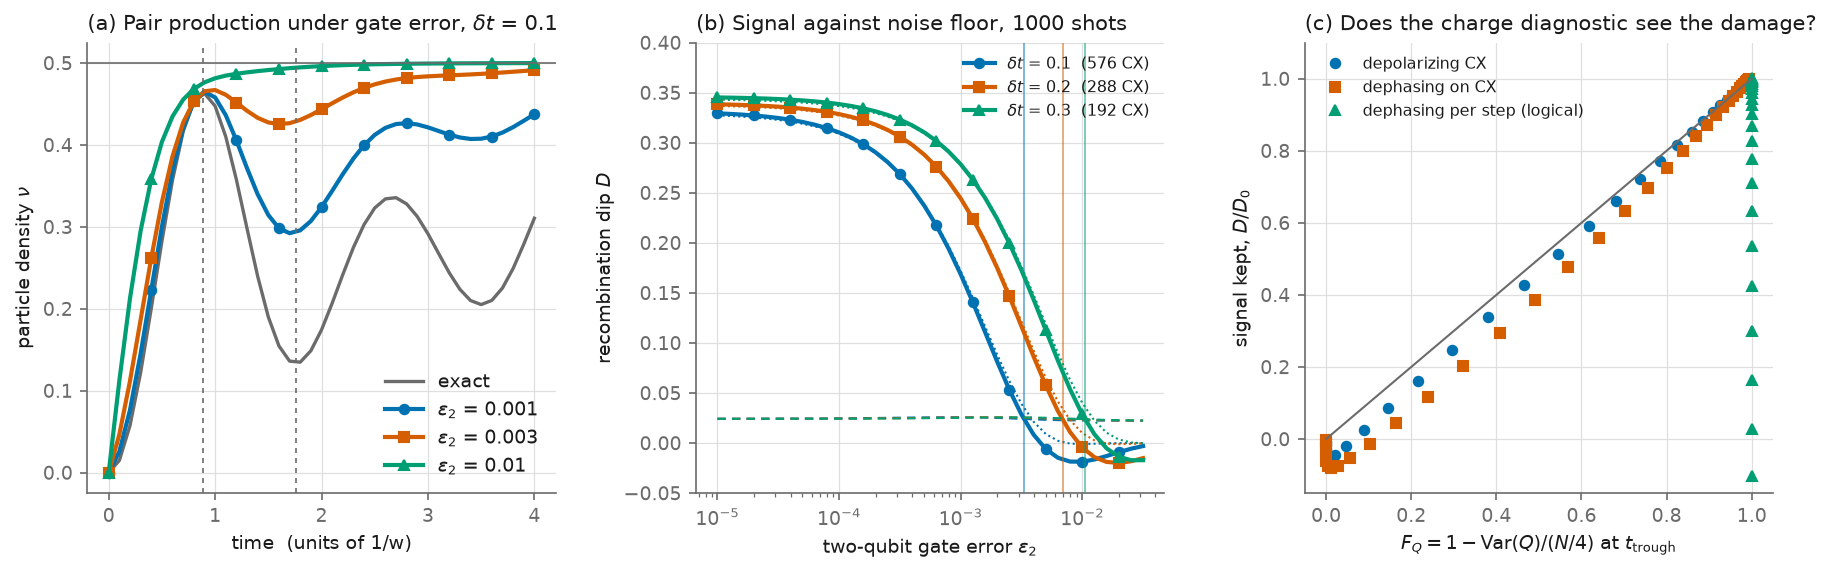 (a) Pair production under gate error, δt = 0.1
particle density ν
0.5
0.4
0.3
0.2
0.1
0.0
exact
ε₂ = 0.001
ε₂ = 0.003
ε₂ = 0.01
0 1 2 3 4
time (units of 1/w)
(b) Signal against noise floor, 1000 shots
recombination dip D
0.40
0.35
0.30
0.25
0.20
0.15
0.10
0.05
0.00
−0.05
δt = 0.1 (576 CX)
δt = 0.2 (288 CX)
δt = 0.3 (192 CX)
10⁻⁵ 10⁻⁴ 10⁻³ 10⁻²
two-qubit gate error ε₂
(c) Does the charge diagnostic see the damage?
signal kept, D/D₀
1.0
0.8
0.6
0.4
0.2
0.0
depolarizing CX
dephasing on CX
dephasing per step (logical)
0.0 0.2 0.4 0.6 0.8 1.0
F_Q = 1 − Var(Q)/(N/4) at t_trough